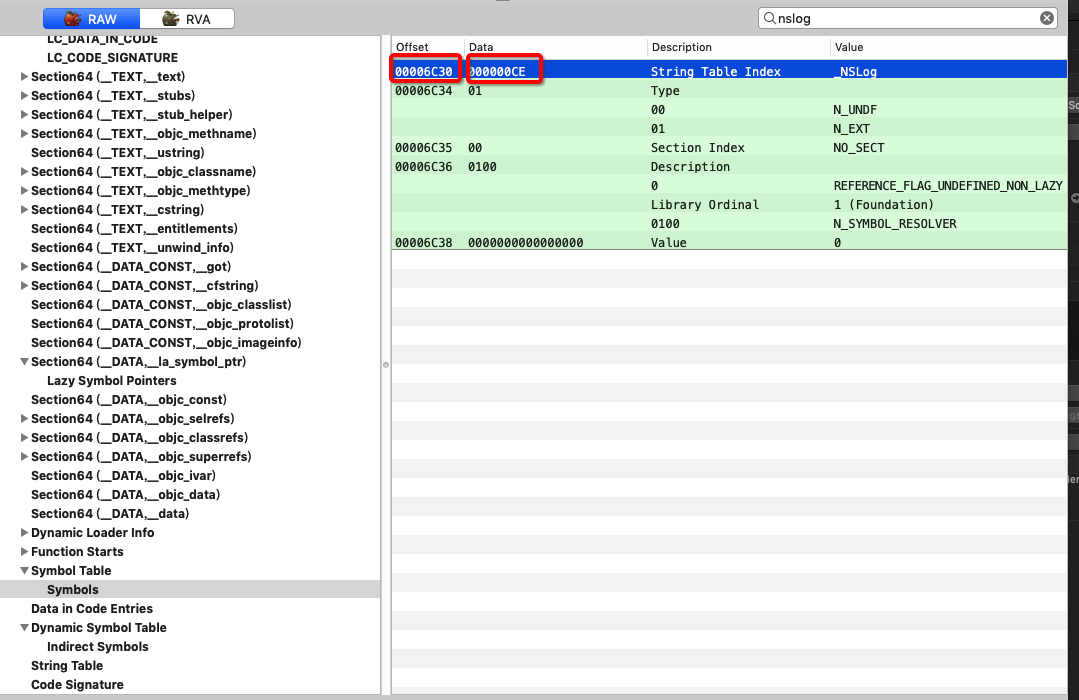 RAW RVA nslog
LC_DATA_IN_CODE
LC_CODE_SIGNATURE
Section64 (__TEXT,__text)
Section64 (__TEXT,__stubs)
Section64 (__TEXT,__stub_helper)
Section64 (__TEXT,__objc_methname)
Section64 (__TEXT,__ustring)
Section64 (__TEXT,__objc_classname)
Section64 (__TEXT,__objc_methtype)
Section64 (__TEXT,__cstring)
Section64 (__TEXT,__entitlements)
Section64 (__TEXT,__unwind_info)
Section64 (__DATA_CONST,__got)
Section64 (__DATA_CONST,__cfstring)
Section64 (__DATA_CONST,__objc_classlist)
Section64 (__DATA_CONST,__objc_protolist)
Section64 (__DATA_CONST,__objc_imageinfo)
Section64 (__DATA,__la_symbol_ptr)
Lazy Symbol Pointers
Section64 (__DATA,__objc_const)
Section64 (__DATA,__objc_selrefs)
Section64 (__DATA,__objc_classrefs)
Section64 (__DATA,__objc_superrefs)
Section64 (__DATA,__objc_ivar)
Section64 (__DATA,__objc_data)
Section64 (__DATA,__data)
Dynamic Loader Info
Function Starts
Symbol Table
Symbols
Data in Code Entries
Dynamic Symbol Table
Indirect Symbols
String Table
Code Signature
Offset Data Description Value
00006C30 000000CE String Table Index _NSLog
00006C34 01 Type
00 N_UNDF
01 N_EXT
00006C35 00 Section Index NO_SECT
00006C36 0100 Description
0 REFERENCE_FLAG_UNDEFINED_NON_LAZY
Library Ordinal 1 (Foundation)
0100 N_SYMBOL_RESOLVER
00006C38 0000000000000000 Value 0